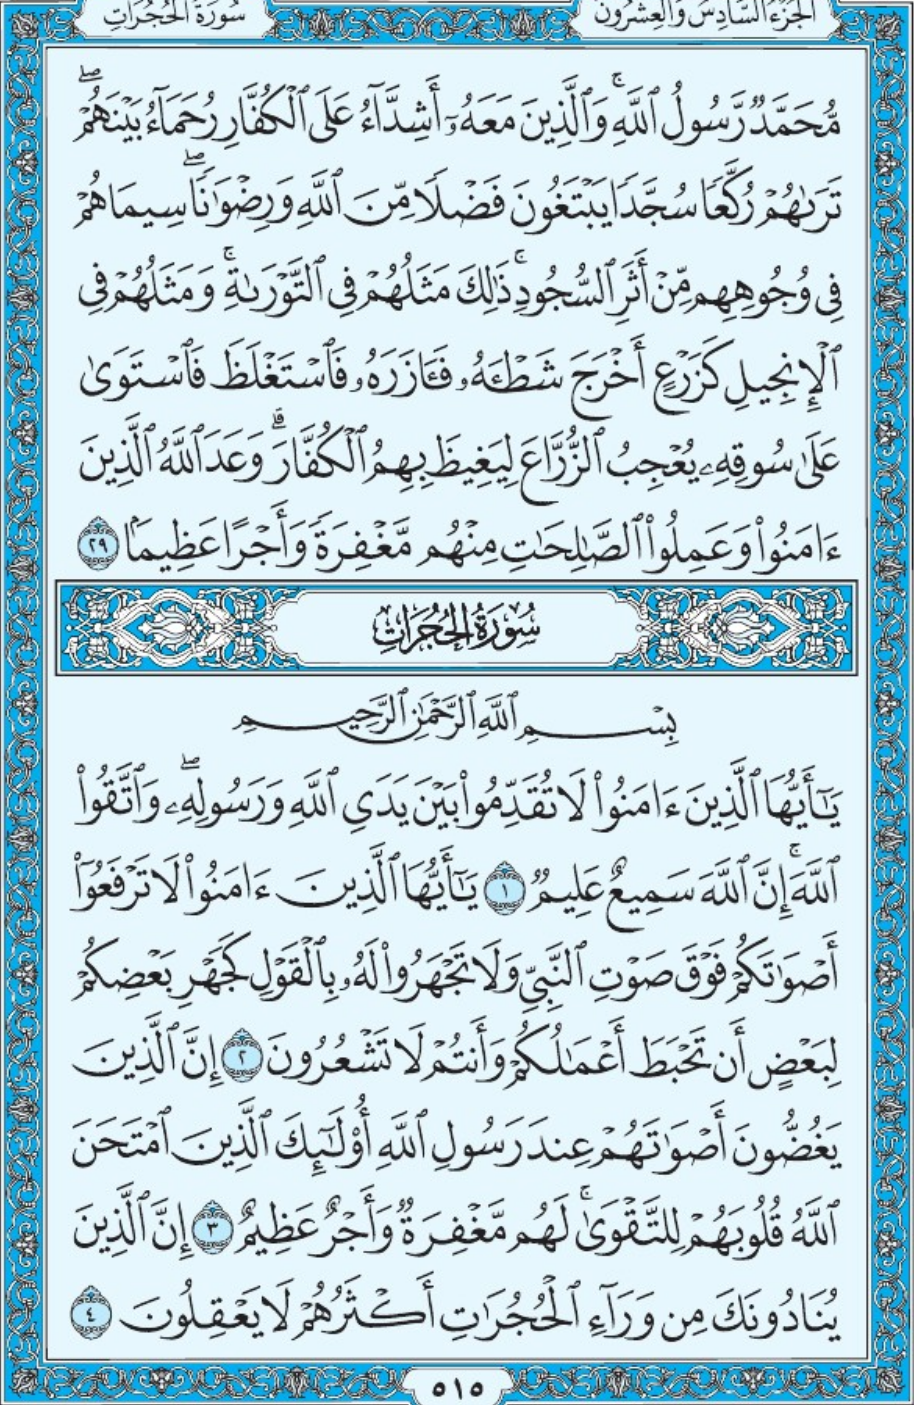 الجزء السادس والعشرون
سورة الحجرات
مُّحَمَّدٌ رَّسُولُ ٱللَّهِۚ وَٱلَّذِينَ مَعَهُۥٓ أَشِدَّآءُ عَلَى ٱلْكُفَّارِ رُحَمَآءُ بَيْنَهُمْۖ
تَرَىٰهُمْ رُكَّعًا سُجَّدًا يَبْتَغُونَ فَضْلًا مِّنَ ٱللَّهِ وَرِضْوَٰنًاۖ سِيمَاهُمْ
فِى وُجُوهِهِم مِّنْ أَثَرِ ٱلسُّجُودِۚ ذَٰلِكَ مَثَلُهُمْ فِى ٱلتَّوْرَىٰةِۚ وَمَثَلُهُمْ فِى
ٱلْإِنجِيلِ كَزَرْعٍ أَخْرَجَ شَطْـَٔهُۥ فَـَٔازَرَهُۥ فَٱسْتَغْلَظَ فَٱسْتَوَىٰ
عَلَىٰ سُوقِهِۦ يُعْجِبُ ٱلزُّرَّاعَ لِيَغِيظَ بِهِمُ ٱلْكُفَّارَۗ وَعَدَ ٱللَّهُ ٱلَّذِينَ
ءَامَنُوا۟ وَعَمِلُوا۟ ٱلصَّٰلِحَٰتِ مِنْهُم مَّغْفِرَةً وَأَجْرًا عَظِيمًۢا ٢٩
سُورَةُ الْحُجُرَاتِ
بِسْمِ ٱللَّهِ ٱلرَّحْمَٰنِ ٱلرَّحِيمِ
يَٰٓأَيُّهَا ٱلَّذِينَ ءَامَنُوا۟ لَا تُقَدِّمُوا۟ بَيْنَ يَدَىِ ٱللَّهِ وَرَسُولِهِۦۖ وَٱتَّقُوا۟
ٱللَّهَۚ إِنَّ ٱللَّهَ سَمِيعٌ عَلِيمٌ ١ يَٰٓأَيُّهَا ٱلَّذِينَ ءَامَنُوا۟ لَا تَرْفَعُوٓا۟
أَصْوَٰتَكُمْ فَوْقَ صَوْتِ ٱلنَّبِىِّ وَلَا تَجْهَرُوا۟ لَهُۥ بِٱلْقَوْلِ كَجَهْرِ بَعْضِكُمْ
لِبَعْضٍ أَن تَحْبَطَ أَعْمَٰلُكُمْ وَأَنتُمْ لَا تَشْعُرُونَ ٢ إِنَّ ٱلَّذِينَ
يَغُضُّونَ أَصْوَٰتَهُمْ عِندَ رَسُولِ ٱللَّهِ أُو۟لَٰٓئِكَ ٱلَّذِينَ ٱمْتَحَنَ
ٱللَّهُ قُلُوبَهُمْ لِلتَّقْوَىٰۚ لَهُم مَّغْفِرَةٌ وَأَجْرٌ عَظِيمٌ ٣ إِنَّ ٱلَّذِينَ
يُنَادُونَكَ مِن وَرَآءِ ٱلْحُجُرَٰتِ أَكْثَرُهُمْ لَا يَعْقِلُونَ ٤
٥١٥